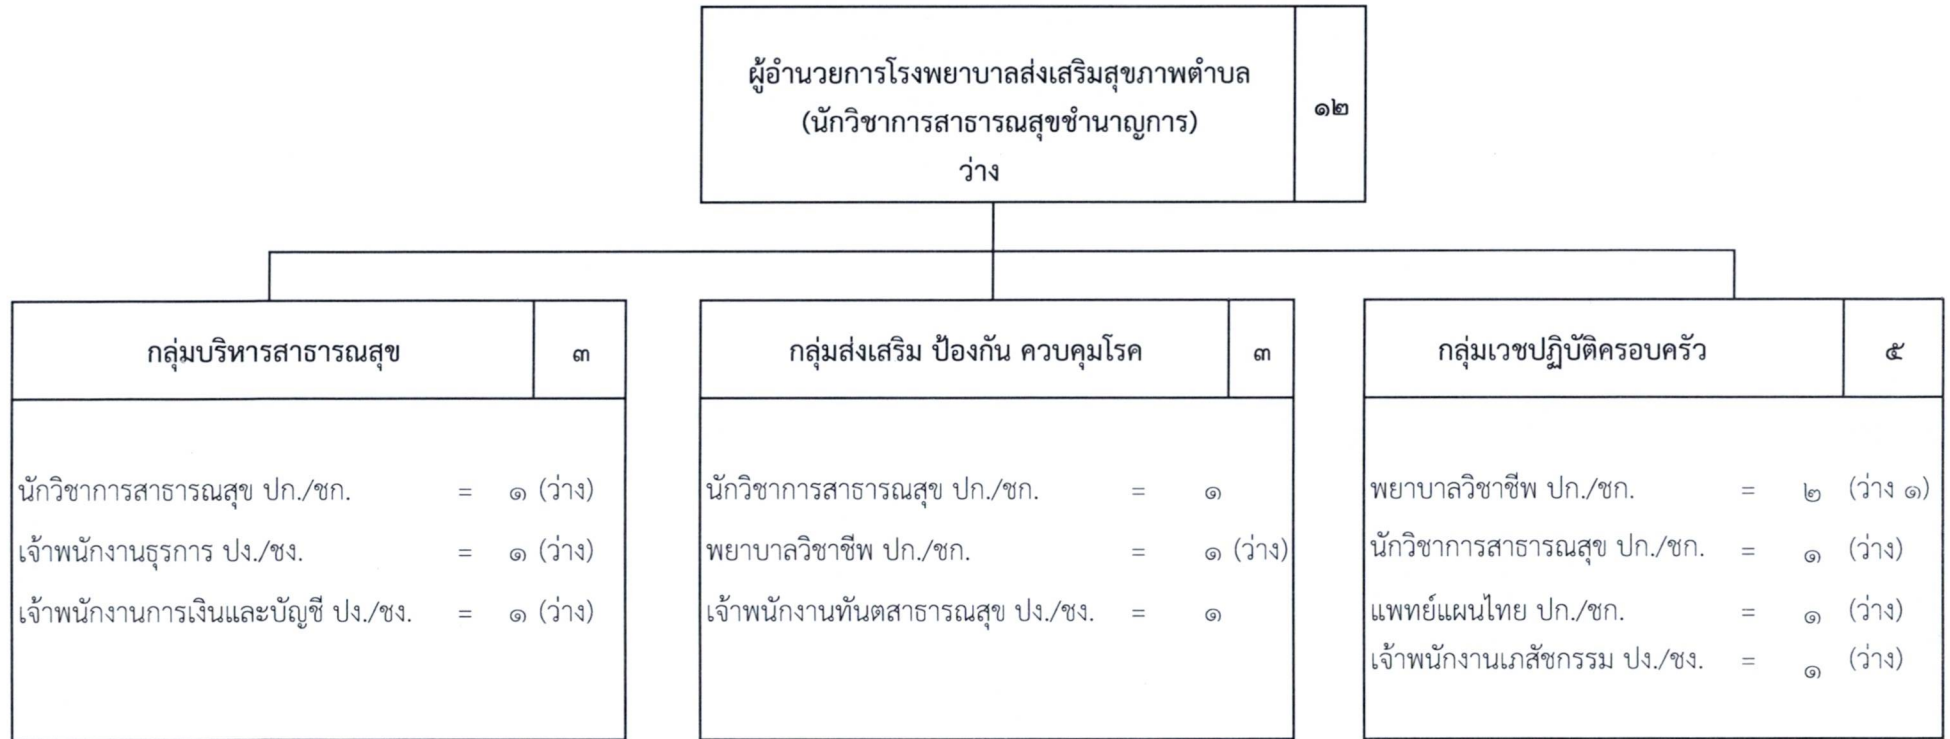 ผู้อำนวยการโรงพยาบาลส่งเสริมสุขภาพตำบล
(นักวิชาการสาธารณสุขชำนาญการ)
ว่าง
๑๒
กลุ่มบริหารสาธารณสุข ๓
นักวิชาการสาธารณสุข ปก./ชก. = ๑ (ว่าง)
เจ้าพนักงานธุรการ ปง./ชง. = ๑ (ว่าง)
เจ้าพนักงานการเงินและบัญชี ปง./ชง. = ๑ (ว่าง)
กลุ่มส่งเสริม ป้องกัน ควบคุมโรค ๓
นักวิชาการสาธารณสุข ปก./ชก. = ๑
พยาบาลวิชาชีพ ปก./ชก. = ๑ (ว่าง)
เจ้าพนักงานทันตสาธารณสุข ปง./ชง. = ๑
กลุ่มเวชปฏิบัติครอบครัว ๕
พยาบาลวิชาชีพ ปก./ชก. = ๒ (ว่าง ๑)
นักวิชาการสาธารณสุข ปก./ชก. = ๑ (ว่าง)
แพทย์แผนไทย ปก./ชก. = ๑ (ว่าง)
เจ้าพนักงานเภสัชกรรม ปง./ชง. = ๑ (ว่าง)